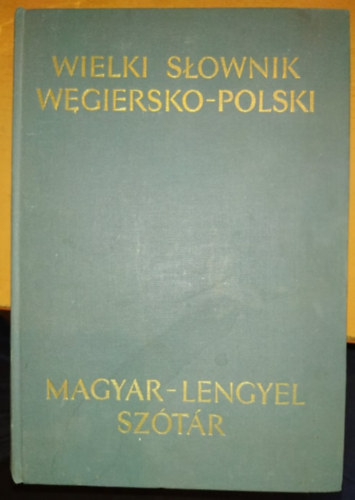 WIELKI SŁOWNIK
WĘGIERSKO-POLSKI
MAGYAR-LENGYEL
SZÓTÁR